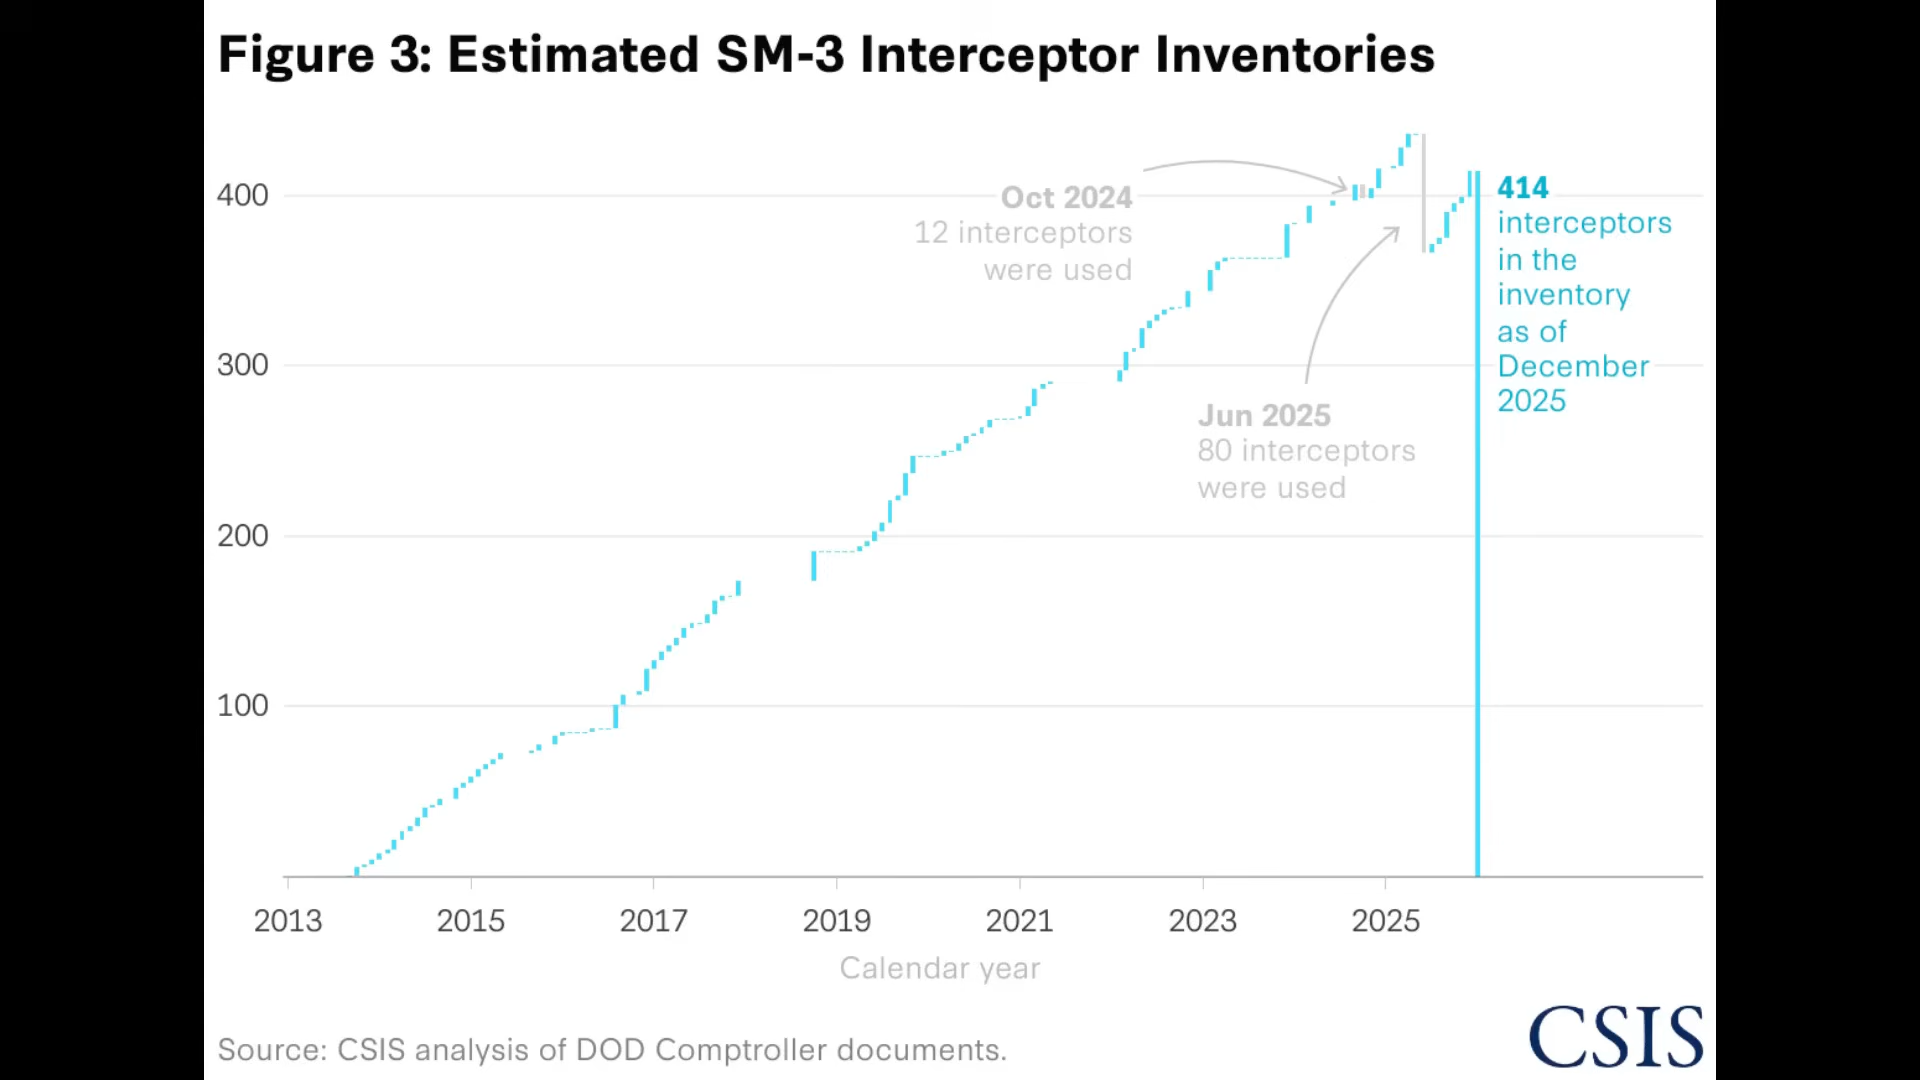 Figure 3: Estimated SM-3 Interceptor Inventories
400
300
200
100
Oct 2024
12 interceptors
were used
Jun 2025
80 interceptors
were used
414
interceptors
in the
inventory
as of
December
2025
2013 2015 2017 2019 2021 2023 2025
Calendar year
Source: CSIS analysis of DOD Comptroller documents.
CSIS